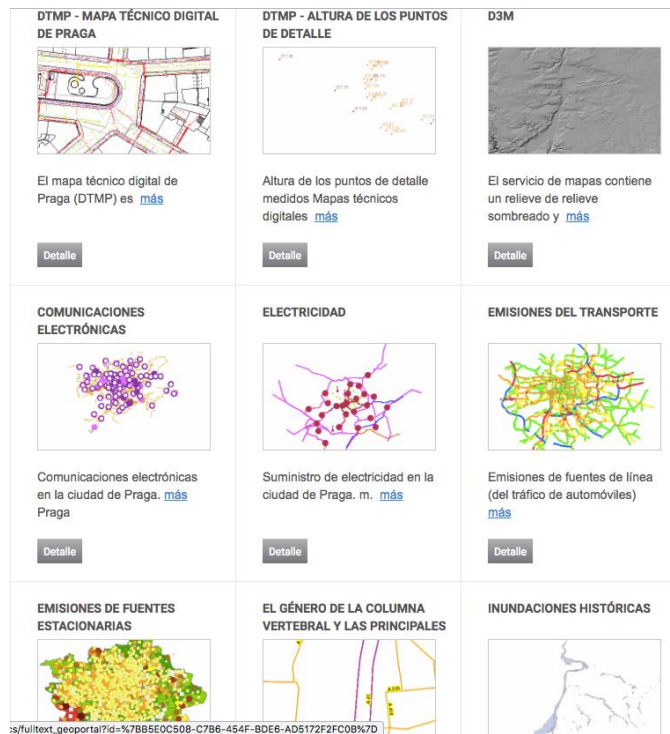 DTMP - MAPA TÉCNICO DIGITAL
DE PRAGA
El mapa técnico digital de
Praga (DTMP) es más
Detalle
DTMP - ALTURA DE LOS PUNTOS
DE DETALLE
Altura de los puntos de detalle
medidos Mapas técnicos
digitales más
Detalle
D3M
El servicio de mapas contiene
un relieve de relieve
sombreado y más
Detalle
COMUNICACIONES
ELECTRÓNICAS
Comunicaciones electrónicas
en la ciudad de Praga. más
Praga
Detalle
ELECTRICIDAD
Suministro de electricidad en la
ciudad de Praga. m. más
Detalle
EMISIONES DEL TRANSPORTE
Emisiones de fuentes de línea
(del tráfico de automóviles)
más
Detalle
EMISIONES DE FUENTES
ESTACIONARIAS
EL GÉNERO DE LA COLUMNA
VERTEBRAL Y LAS PRINCIPALES
INUNDACIONES HISTÓRICAS
cs/fulltext_geoportal?id=%7BB5E0C508-C7B6-454F-BDE6-AD5172F2FC0B%7D